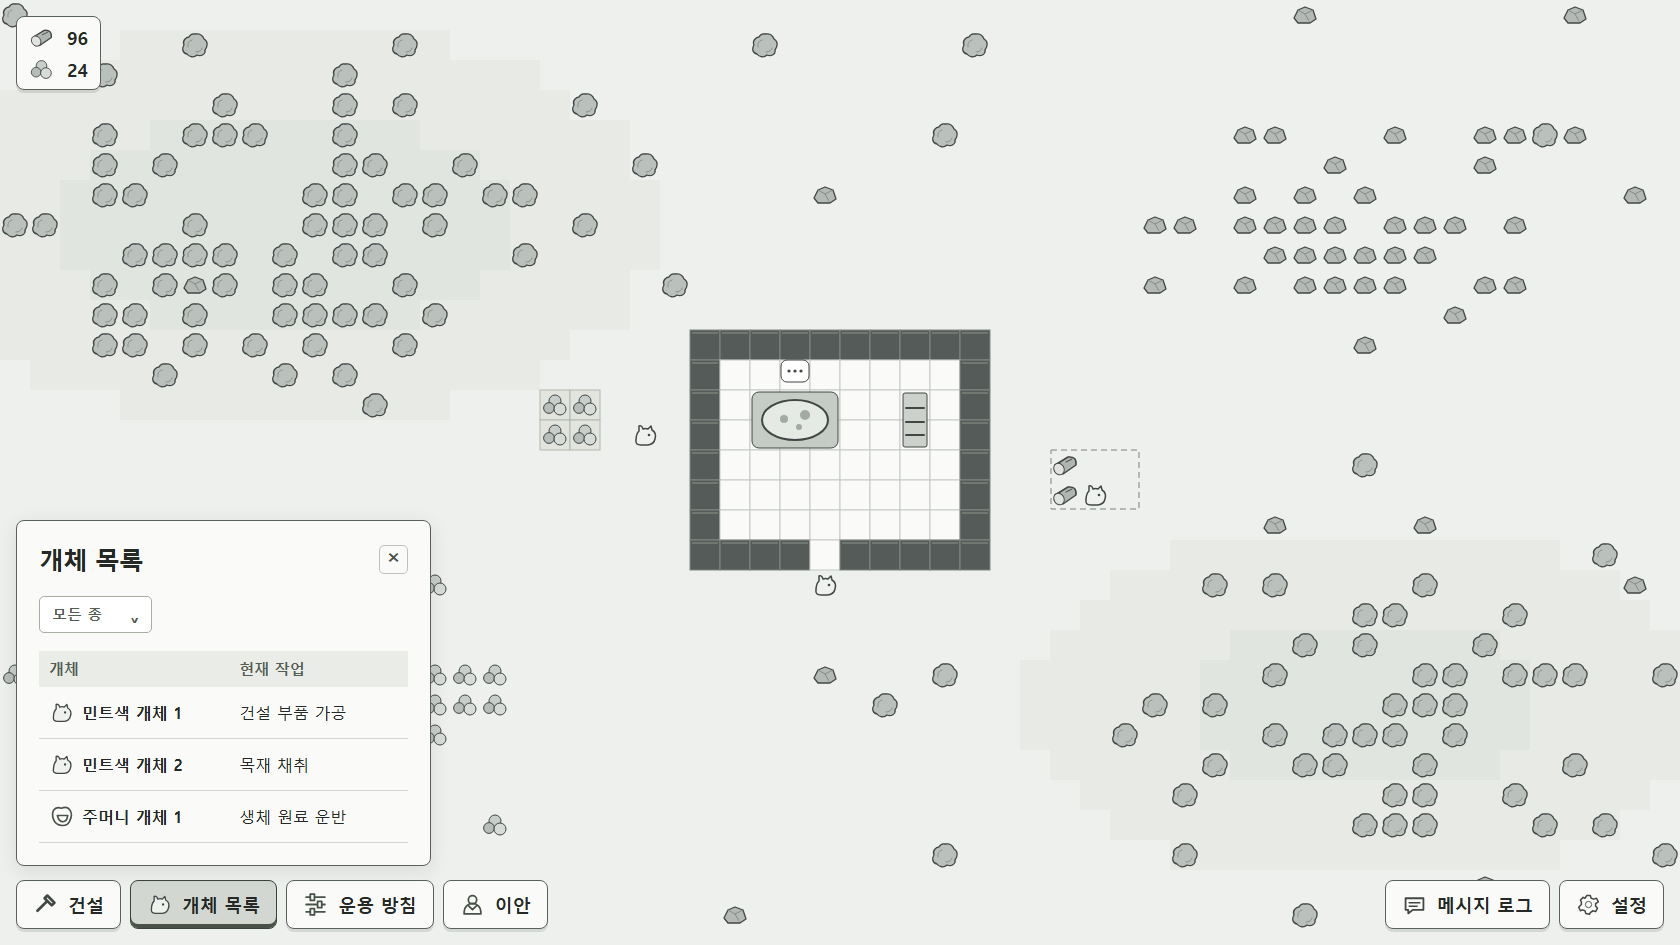 96
24
개체 목록
모든 종
개체 현재 작업
민트색 개체 1 건설 부품 가공
민트색 개체 2 목재 채취
주머니 개체 1 생체 원료 운반
건설 개체 목록 운용 방침 이안 메시지 로그 설정